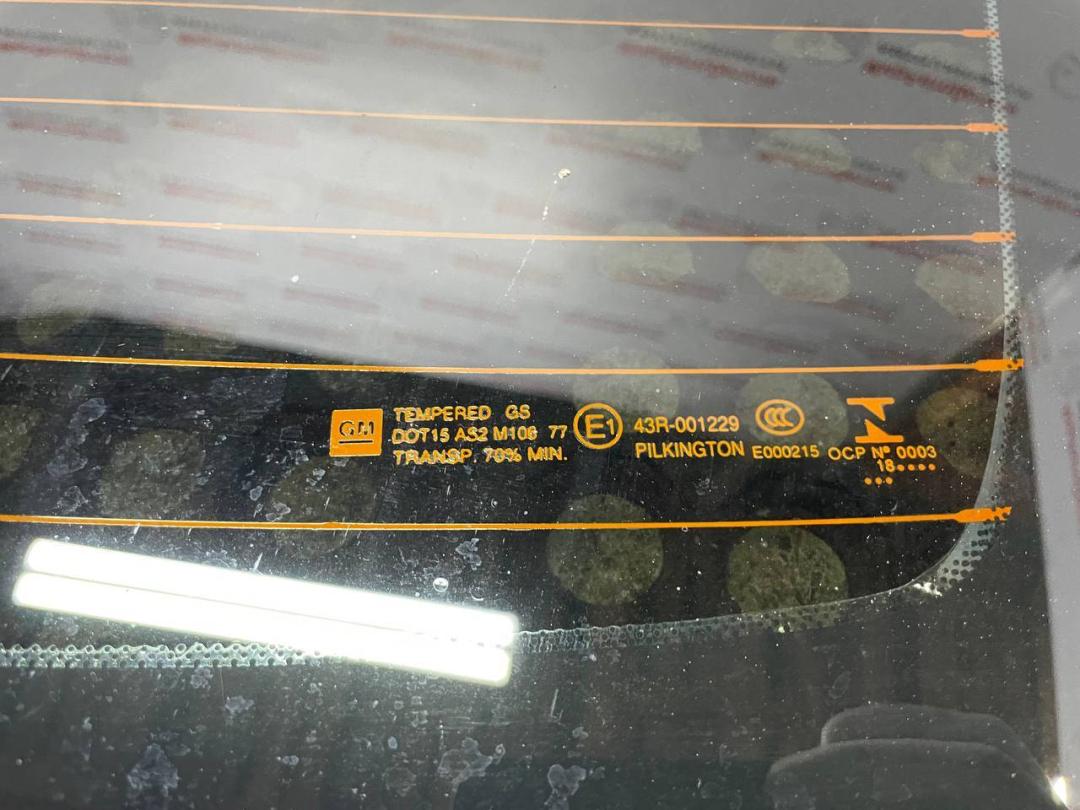 GM
TEMPERED GS
DOT15 AS2 M106 77
TRANSP. 70% MIN.
E1
43R-001229
PILKINGTON
CCC
E000215
OCP Nº 0003
18••••
•••